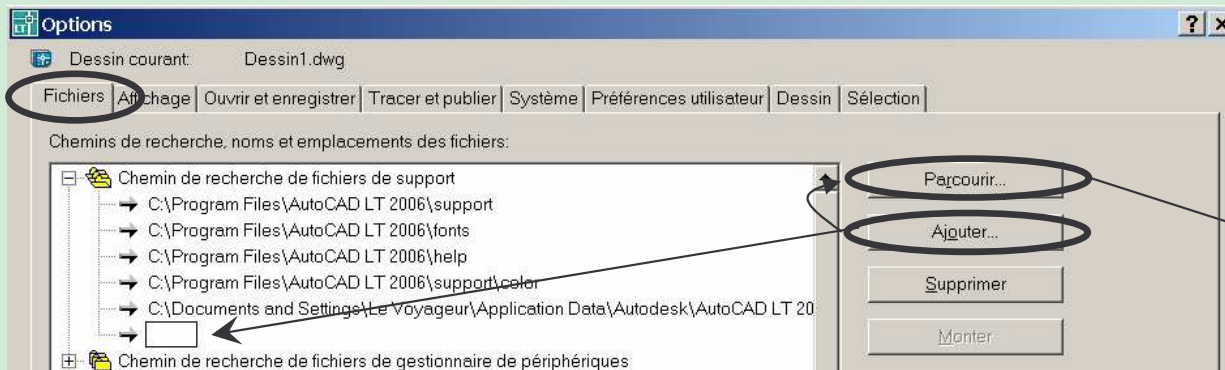 Options
Dessin courant: Dessin1.dwg
Fichiers Affichage Ouvrir et enregistrer Tracer et publier Système Préférences utilisateur Dessin Sélection
Chemins de recherche, noms et emplacements des fichiers:
Chemin de recherche de fichiers de support
C:\Program Files\AutoCAD LT 2006\support
C:\Program Files\AutoCAD LT 2006\fonts
C:\Program Files\AutoCAD LT 2006\help
C:\Program Files\AutoCAD LT 2006\support\color
C:\Documents and Settings\Le Voyageur\Application Data\Autodesk\AutoCAD LT 20
Chemin de recherche de fichiers de gestionnaire de périphériques
Parcourir...
Ajouter...
Supprimer
Monter